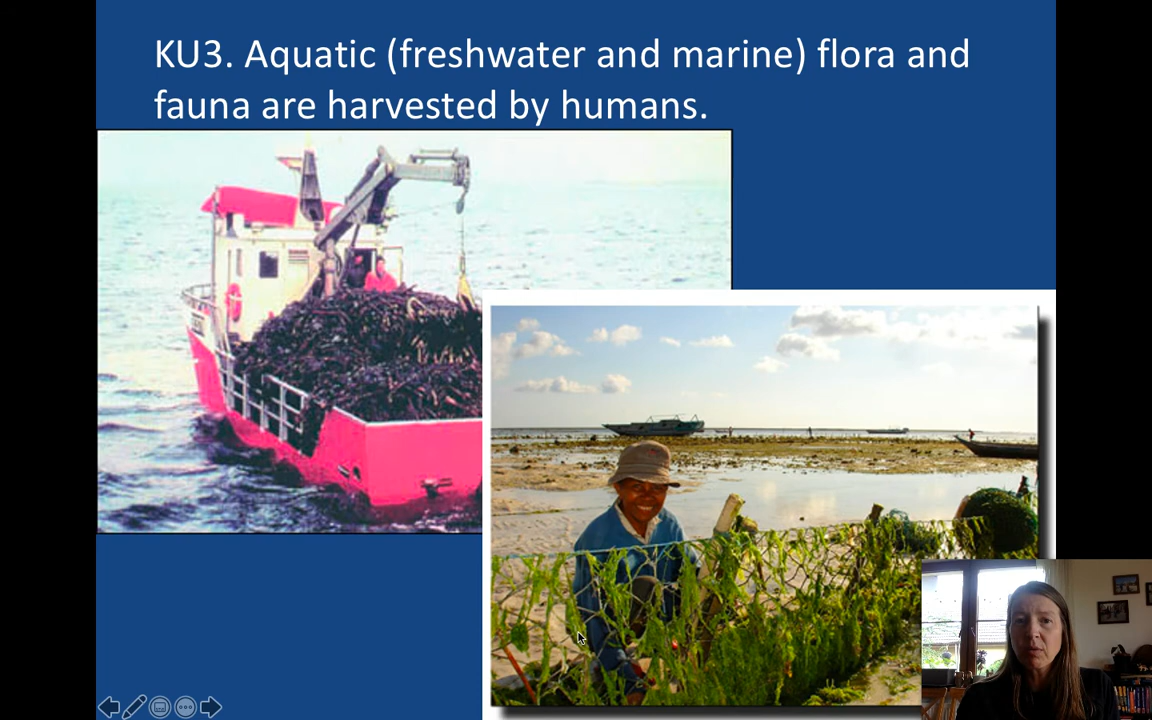 KU3. Aquatic (freshwater and marine) flora and
fauna are harvested by humans.